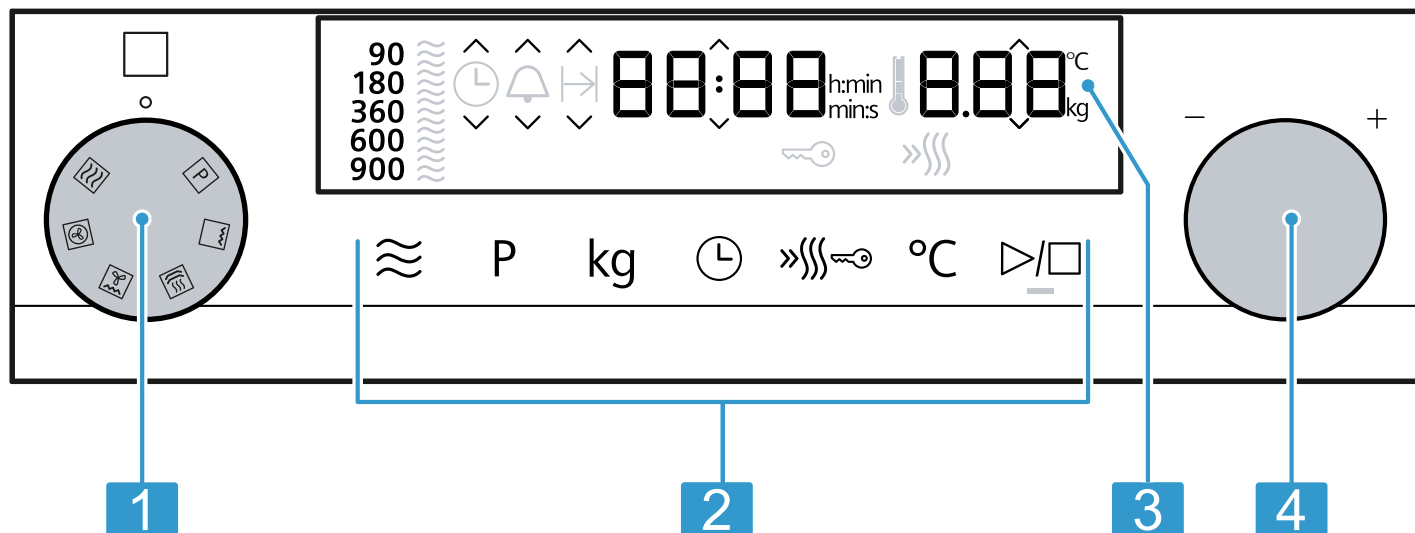 90
180
360
600
900
88:88 h:min
min:s
8.88 °C
kg
− +
P
P kg °C
1 2 3 4